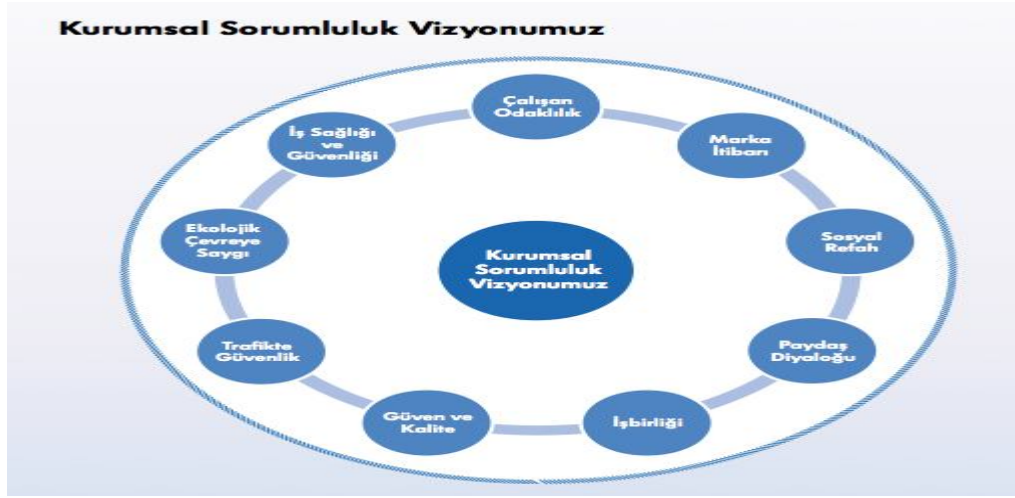 Kurumsal Sorumluluk Vizyonumuz
Çalışan
Odaklılık
Marka
İtibarı
Sosyal
Refah
Paydaş
Diyaloğu
İşbirliği
Güven ve
Kalite
Trafikte
Güvenlik
Ekolojik
Çevreye
Saygı
İş Sağlığı
ve
Güvenliği
Kurumsal
Sorumluluk
Vizyonumuz